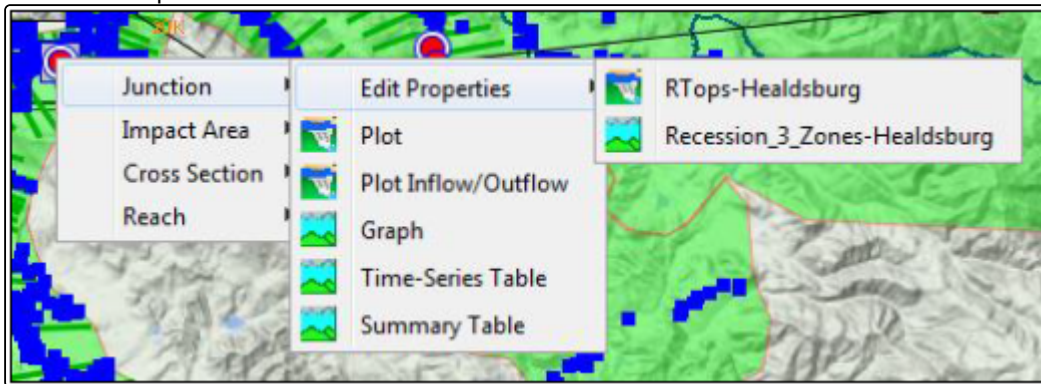 Junction
Impact Area
Cross Section
Reach
Edit Properties
Plot
Plot Inflow/Outflow
Graph
Time-Series Table
Summary Table
RTops-Healdsburg
Recession_3_Zones-Healdsburg